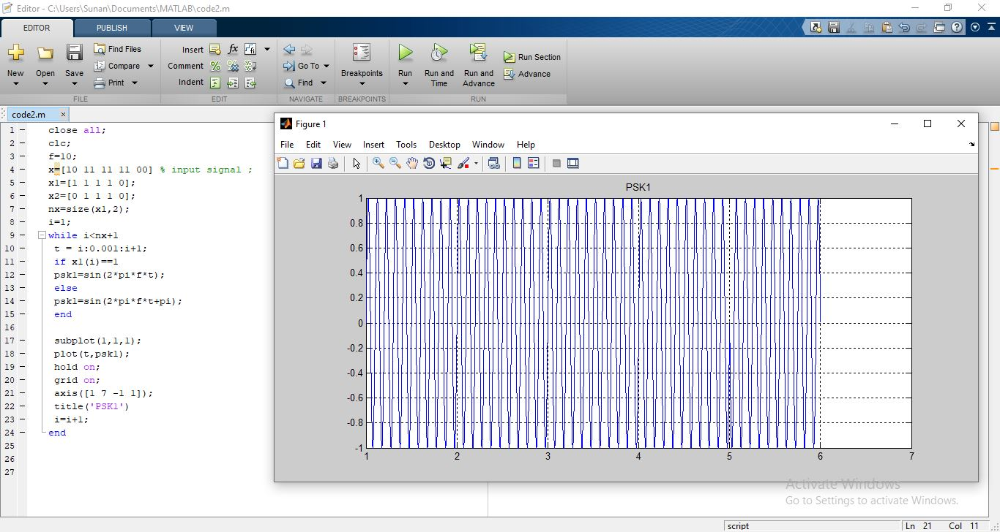 Editor - C:\Users\Sunan\Documents\MATLAB\code2.m
EDITOR PUBLISH VIEW
New Open Save
Find Files
Compare
Print
FILE
Insert
Comment
Indent
EDIT
Go To
Find
NAVIGATE
Breakpoints
BREAKPOINTS
Run
Run and Time
Run and Advance
Run Section
Advance
RUN
code2.m
1 close all;
2 clc;
3 f=10;
4 x=[10 11 11 11 00] % input signal ;
5 x1=[1 1 1 1 0];
6 x2=[0 1 1 1 0];
7 nx=size(x1,2);
8 i=1;
9 while i<nx+1
10 t = i:0.001:i+1;
11 if x1(i)==1
12 psk1=sin(2*pi*f*t);
13 else
14 psk1=sin(2*pi*f*t+pi);
15 end
16
17 subplot(1,1,1);
18 plot(t,psk1);
19 hold on;
20 grid on;
21 axis([1 7 -1 1]);
22 title('PSK1')
23 i=i+1;
24 end
25
26
27
Figure 1
File Edit View Insert Tools Desktop Window Help
PSK1
1
0.8
0.6
0.4
0.2
0
-0.2
-0.4
-0.6
-0.8
-1
1 2 3 4 5 6 7
Activate Windows
Go to Settings to activate Windows.
script Ln 21 Col 11